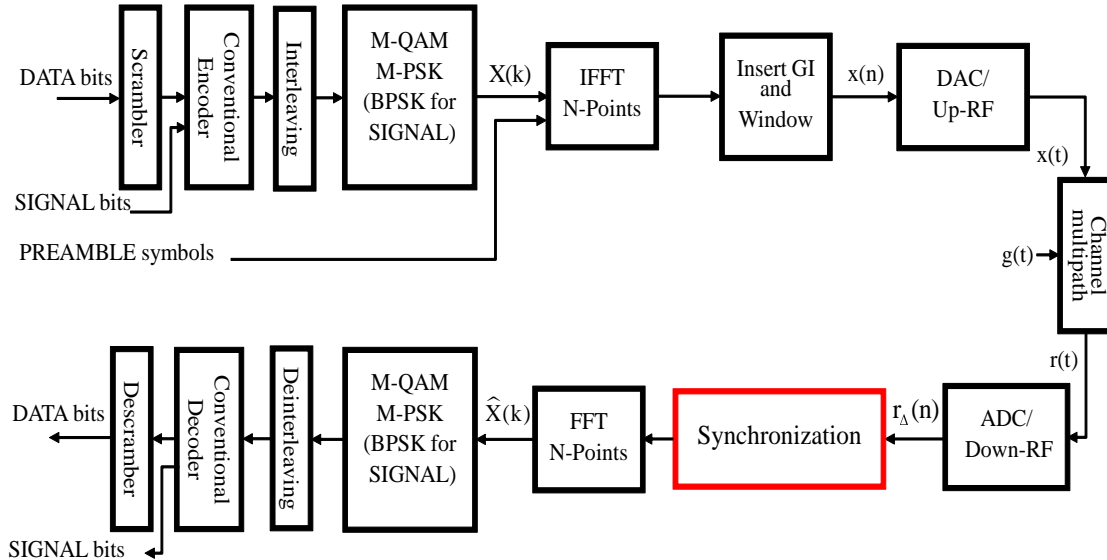 DATA bits
Scrambler
Conventional
Encoder
Interleaving
M-QAM
M-PSK
(BPSK for
SIGNAL)
X(k)
IFFT
N-Points
Insert GI
and
Window
x(n)
DAC/
Up-RF
x(t)
SIGNAL bits
PREAMBLE symbols
g(t)
Channel
multipath
r(t)
DATA bits
Descramber
Conventional
Decoder
Deinterleaving
M-QAM
M-PSK
(BPSK for
SIGNAL)
X̂(k)
FFT
N-Points
Synchronization
r_Δ(n)
ADC/
Down-RF
SIGNAL bits